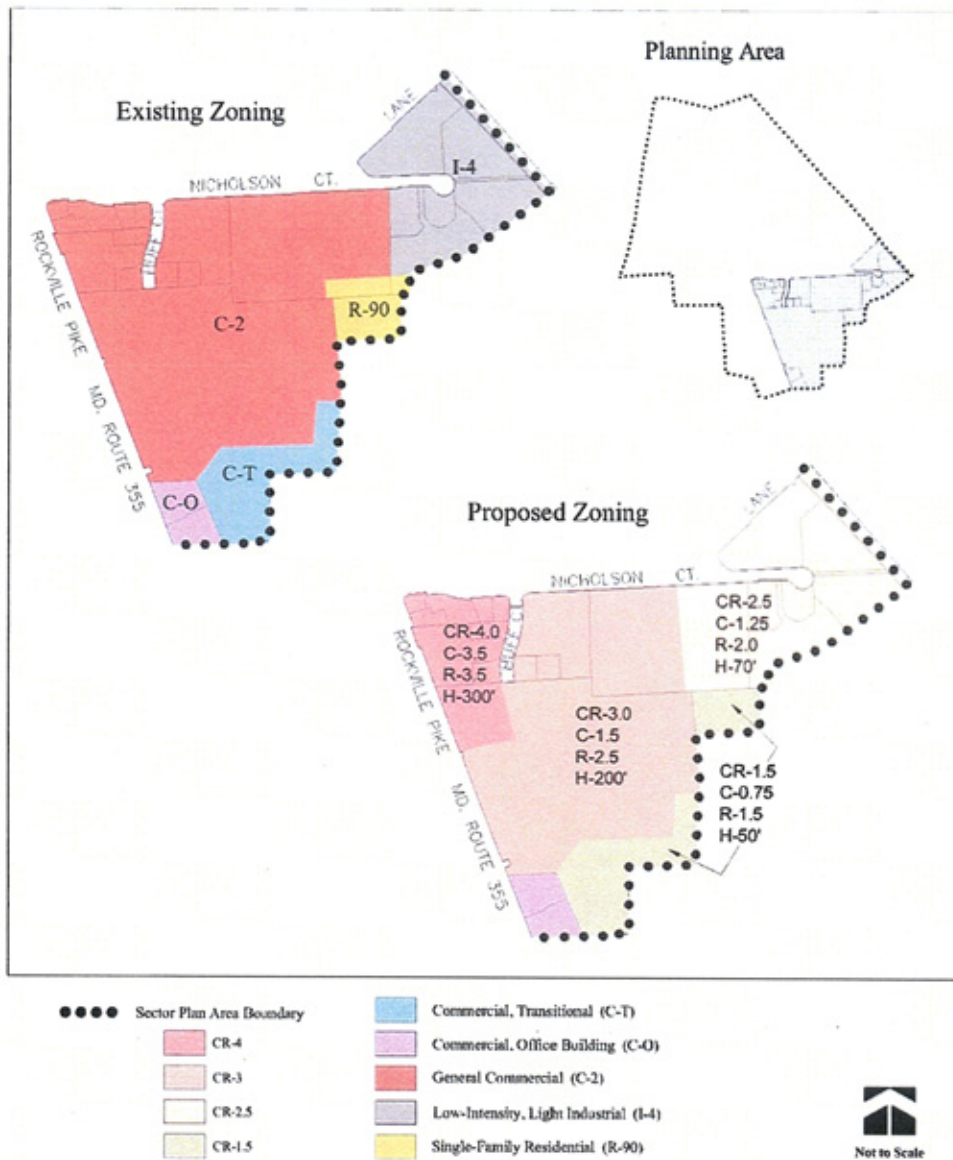 Planning Area
Existing Zoning
LANE
I-4
NICHOLSON CT.
HUFF CT.
ROCKVILLE PIKE MD. ROUTE 355
C-2
R-90
C-T
C-O
Proposed Zoning
LANE
NICHOLSON CT.
HUFF CT.
ROCKVILLE PIKE MD. ROUTE 355
CR-4.0
C-3.5
R-3.5
H-300'
CR-2.5
C-1.25
R-2.0
H-70'
CR-3.0
C-1.5
R-2.5
H-200'
CR-1.5
C-0.75
R-1.5
H-50'
Sector Plan Area Boundary
CR-4
CR-3
CR-2.5
CR-1.5
Commercial, Transitional (C-T)
Commercial, Office Building (C-O)
General Commercial (C-2)
Low-Intensity, Light Industrial (I-4)
Single-Family Residential (R-90)
Not to Scale